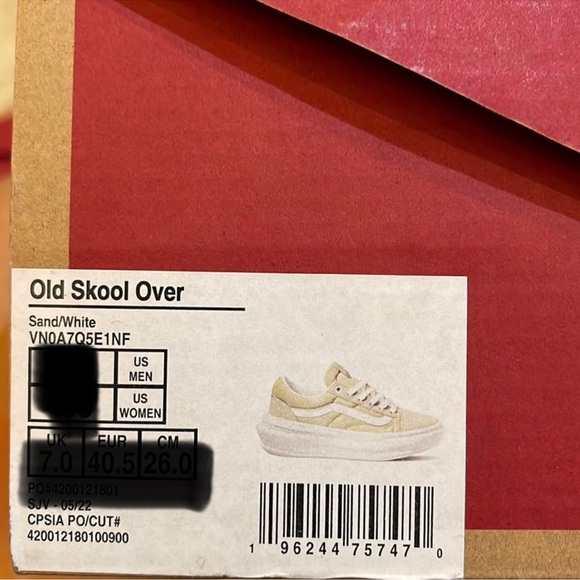 Old Skool Over
Sand/White
VN0A7Q5E1NF
US
MEN
US
WOMEN
UK EUR CM
7.0 40.5 26.0
PO#4200121801
SJV - 05/22
CPSIA PO/CUT#
420012180100900
1 96244 75747 0